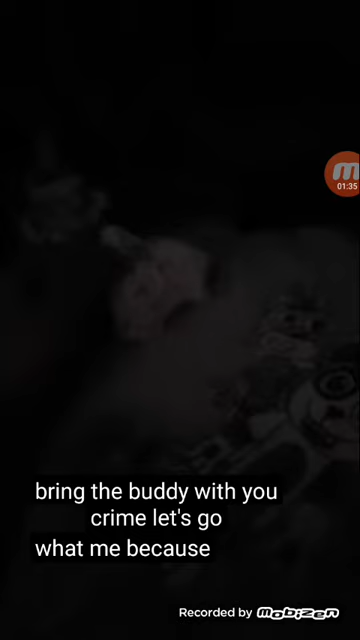 01:35
bring the buddy with you
crime let's go
what me because
Recorded by mobizen